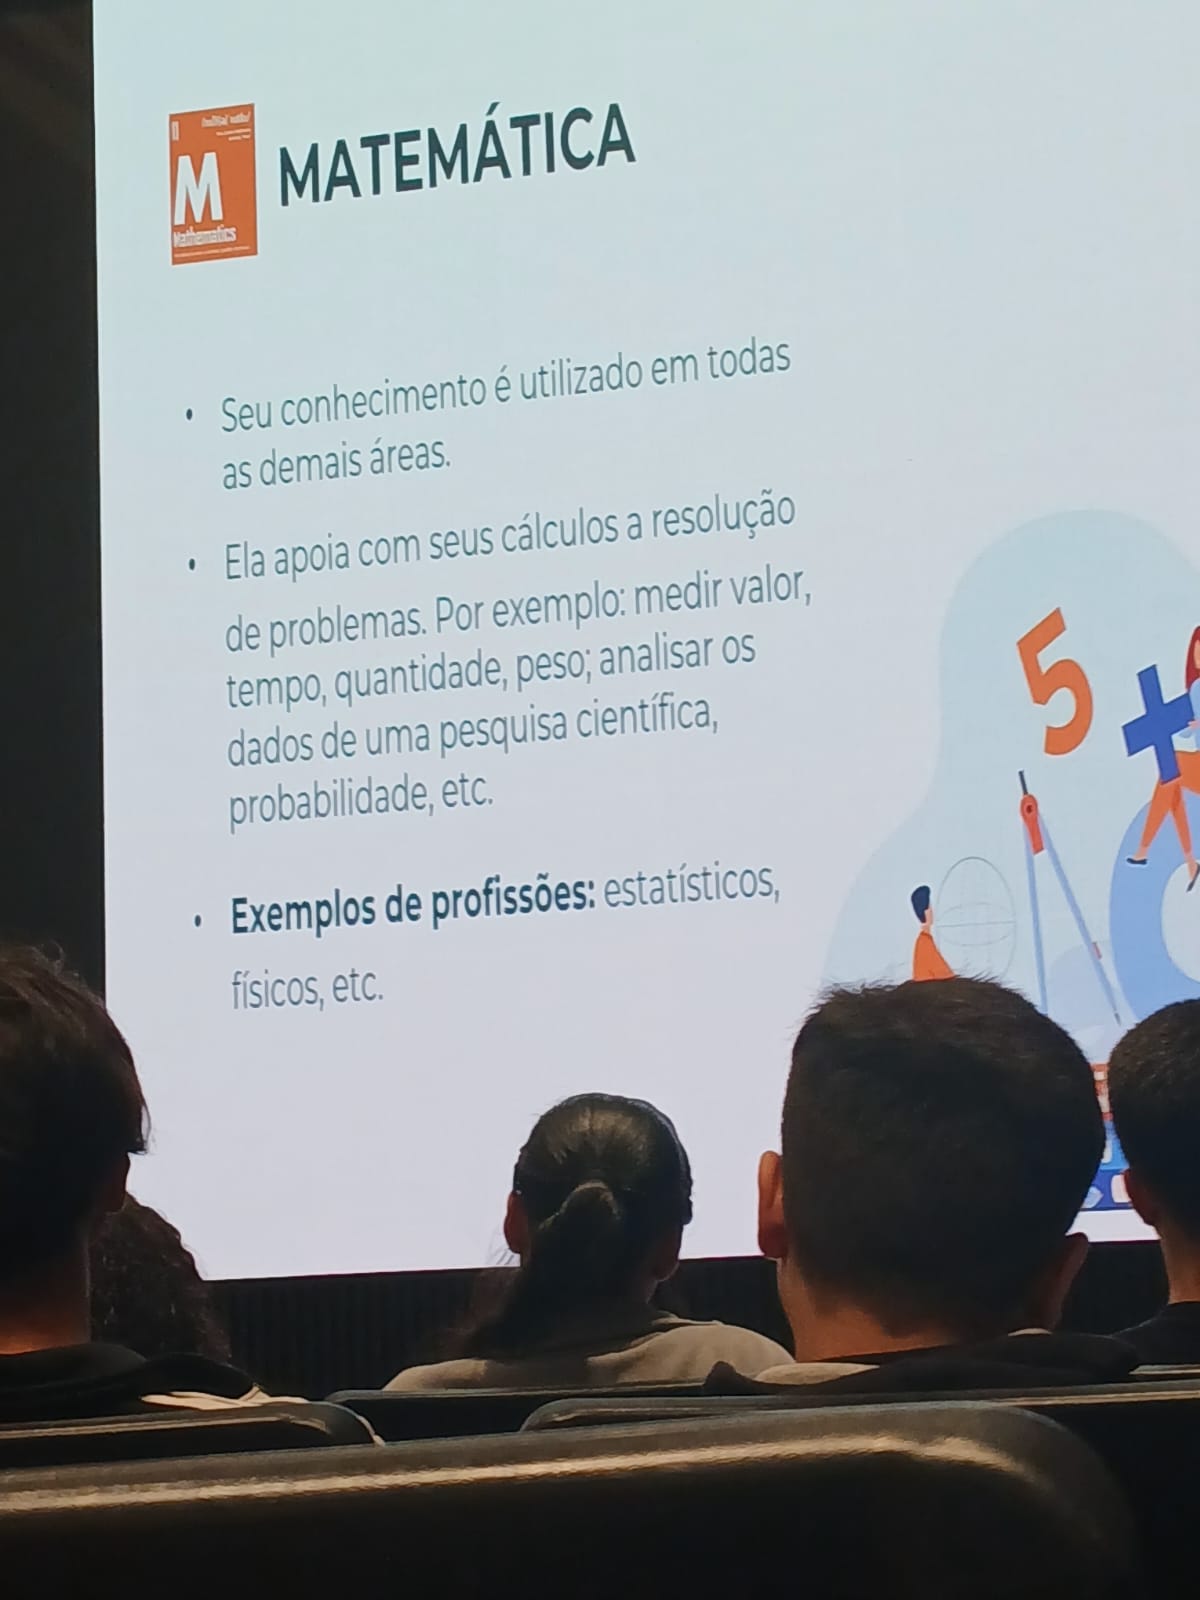 M
Mathematics
MATEMÁTICA
• Seu conhecimento é utilizado em todas
as demais áreas.
• Ela apoia com seus cálculos a resolução
de problemas. Por exemplo: medir valor,
tempo, quantidade, peso; analisar os
dados de uma pesquisa científica,
probabilidade, etc.
• Exemplos de profissões: estatísticos,
físicos, etc.
5
+